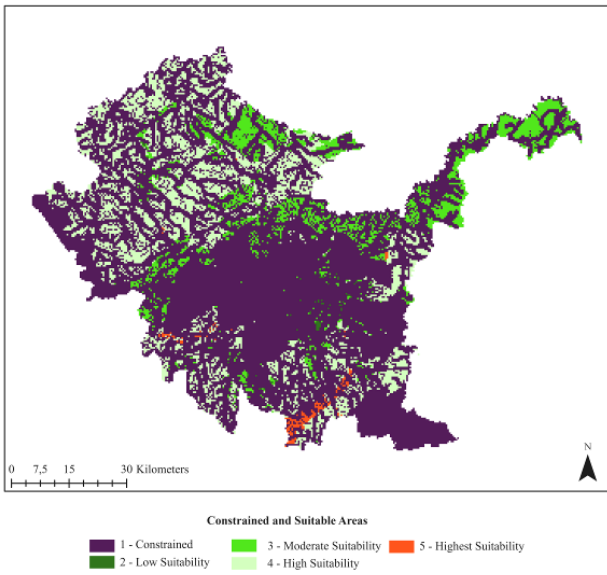 N
0 7,5 15 30 Kilometers
Constrained and Suitable Areas
1 - Constrained 3 - Moderate Suitability 5 - Highest Suitability
2 - Low Suitability 4 - High Suitability